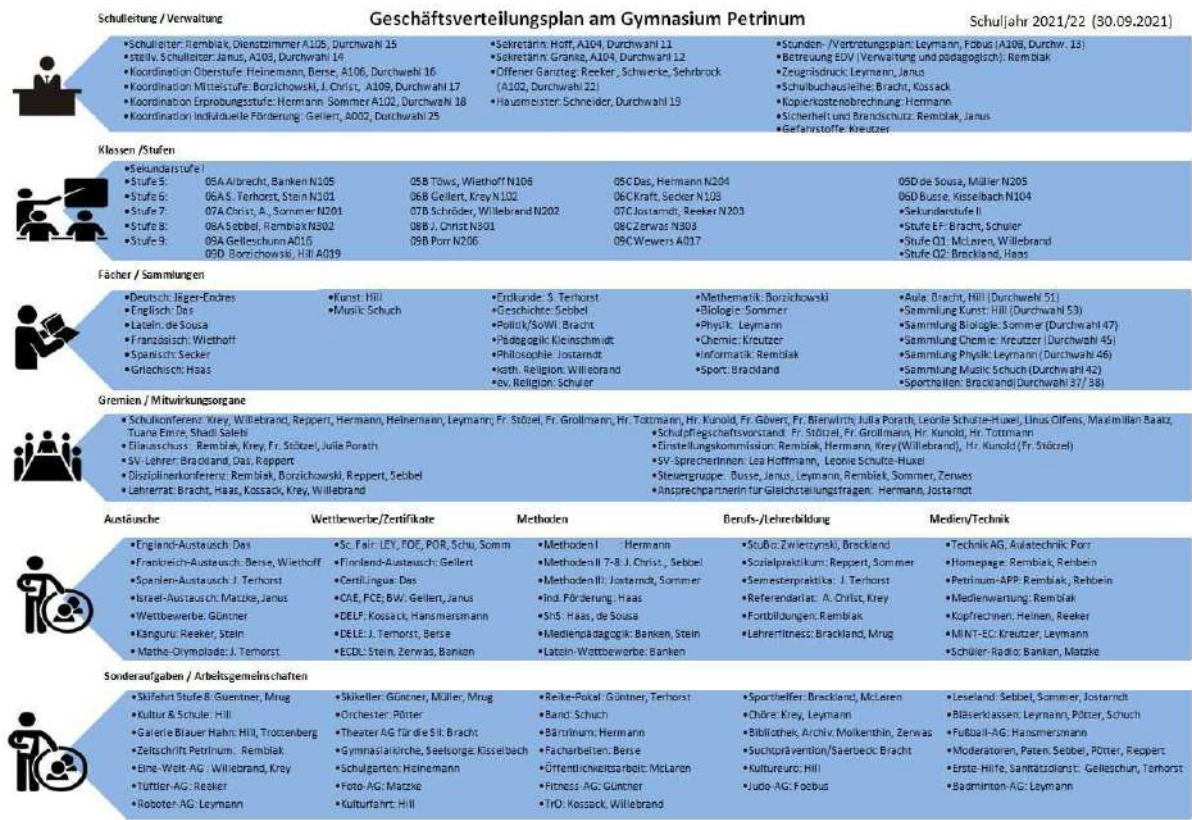 Schulleitung / Verwaltung
Geschäftsverteilungsplan am Gymnasium Petrinum
Schuljahr 2021/22 (30.09.2021)
•Schulleiter: Rembiak, Dienstzimmer A105, Durchwahl 15
•stellv. Schulleiter: Janus, A103, Durchwahl 14
•Koordination Oberstufe: Heinemann, Berse, A106, Durchwahl 16
•Koordination Mittelstufe: Borzichowski, J. Christ, A109, Durchwahl 17
•Koordination Erprobungsstufe: Hermann Sommer A102, Durchwahl 18
•Koordination Individuelle Förderung: Gellert, A002, Durchwahl 25
•Sekretärin: Hoff, A104, Durchwahl 11
•Sekretärin: Granke, A104, Durchwahl 12
•Offener Ganztag: Reeker, Schwerke, Sehrbrock
(A102, Durchwahl 22)
•Hausmeister: Schneider, Durchwahl 19
•Stunden- /Vertretungsplan: Leymann, Föbus (A108, Durchw. 13)
•Betreuung EDV (Verwaltung und pädagogisch): Rembiak
•Zeugnisdruck: Leymann, Janus
•Schulbuchausleihe: Bracht, Kossack
•Kopierkostenabrechnung: Hermann
•Sicherheit und Brandschutz: Rembiak, Janus
•Gefahrstoffe: Kreutzer
Klassen /Stufen
•Sekundarstufe I
•Stufe 5: 05A Albrecht, Banken N105 05B Töws, Wiethoff N106 05C Das, Hermann N204 05D de Sousa, Müller N205
•Stufe 6: 06A S. Terhorst, Stein N101 06B Gellert, Krey N102 06C Kraft, Secker N103 06D Busse, Kisselbach N104
•Stufe 7: 07A Christ, A., Sommer N201 07B Schröder, Willebrand N202 07C Jostarndt, Reeker N203 •Sekundarstufe II
•Stufe 8: 08A Sebbel, Rembiak N302 08B J. Christ N301 08C Zerwas N303 •Stufe EF: Bracht, Schuler
•Stufe 9: 09A Gelleschunn A016 09B Porr N206 09C Wewers A017 •Stufe Q1: McLaren, Willebrand
09D Borzichowski, Hill A019 •Stufe Q2: Brackland, Haas
Fächer / Sammlungen
•Deutsch: Jäger-Endras
•Englisch: Das
•Latein: de Sousa
•Französisch: Wiethoff
•Spanisch: Secker
•Griechisch: Haas
•Kunst: Hill
•Musik: Schuch
•Erdkunde: S. Terhorst
•Geschichte: Sebbel
•Politik/SoWi: Bracht
•Pädagogik: Kleinschmidt
•Philosophie: Jostarndt
•kath. Religion: Willebrand
•ev. Religion: Schuler
•Mathematik: Borzichowski
•Biologie: Sommer
•Physik: Leymann
•Chemie: Kreutzer
•Informatik: Rembiak
•Sport: Brackland
•Aula: Bracht, Hill (Durchwahl 51)
•Sammlung Kunst: Hill (Durchwahl 53)
•Sammlung Biologie: Sommer (Durchwahl 47)
•Sammlung Chemie: Kreutzer (Durchwahl 45)
•Sammlung Physik: Leymann (Durchwahl 46)
•Sammlung Musik: Schuch (Durchwahl 42)
•Sporthallen: Brackland (Durchwahl 37/ 38)
Gremien / Mitwirkungsorgane
•Schulkonferenz: Krey, Willebrand, Reppert, Hermann, Heinemann, Leymann; Fr. Stötzel, Fr. Grollmann, Hr. Tottmann, Hr. Kunold, Fr. Gövert, Fr. Bierwirth; Julia Porath, Leonie Schulte-Huxel, Linus Olfens, Maximilian Baatz,
Tuana Emre, Shadi Salehi
•Eilausschuss: Rembiak, Krey, Fr. Stötzel, Julia Porath
•SV-Lehrer: Brackland, Das, Reppert
•Disziplinarkonferenz: Rembiak, Borzichowski, Reppert, Sebbel
•Lehrerrat: Bracht, Haas, Kossack, Krey, Willebrand
•Schulpflegschaftsvorstand: Fr. Stötzel, Fr. Grollmann, Hr. Kunold, Hr. Tottmann
•Einstellungskommission: Rembiak, Hermann, Krey (Willebrand), Hr. Kunold (Fr. Stötzel)
•SV-SprecherInnen: Lea Hoffmann, Leonie Schulte-Huxel
•Steuergruppe: Busse, Janus, Leymann, Rembiak, Sommer, Zerwas
•Ansprechpartnerin für Gleichstellungsfragen: Hermann, Jostarndt
Austäusche
•England-Austausch: Das
•Frankreich-Austausch: Berse, Wiethoff
•Spanien-Austausch: J. Terhorst
•Israel-Austausch: Matzke, Janus
•Wettbewerbe: Güntner
•Känguru: Reeker, Stein
•Mathe-Olympiade: J. Terhorst
Wettbewerbe/Zertifikate
•Sc. Fair: LEY, FOE, POR, Schu, Somm
•Finnland-Austausch: Gellert
•CertiLingua: Das
•CAE, FCE; BW: Gellert, Janus
•DELF: Kossack, Hansmersmann
•DELE: J. Terhorst, Berse
•ECDL: Stein, Zerwas, Banken
Methoden
•Methoden I : Hermann
•Methoden II 7-8: J. Christ., Sebbel
•Methoden III: Jostarndt, Sommer
•ind. Förderung: Haas
•ShS: Haas, de Sousa
•Medienpädagogik: Banken, Stein
•Latein-Wettbewerbe: Banken
Berufs-/Lehrerbildung
•StuBo: Zwierzynski, Brackland
•Sozialpraktikum: Reppert, Sommer
•Semesterpraktika: J. Terhorst
•Referendariat: A. Christ, Krey
•Fortbildungen: Rembiak
•Lehrerfitness: Brackland, Mrug
Medien/Technik
•Technik AG, Aulatechnik: Porr
•Homepage: Rembiak, Rehbein
•Petrinum-APP: Rembiak, Rehbein
•Medienwartung: Rembiak
•Kopfrechnen: Heinen, Reeker
•MINT-EC: Kreutzer, Leymann
•Schüler-Radio: Banken, Matzke
Sonderaufgaben / Arbeitsgemeinschaften
•Skifahrt Stufe 8: Guentner, Mrug
•Kultur & Schule: Hill
•Galerie Blauer Hahn: Hill, Trottenberg
•Zeitschrift Petrinum: Rembiak
•Eine-Welt-AG : Willebrand, Krey
•Tüftler-AG: Reeker
•Roboter-AG: Leymann
•Skikeller: Güntner, Müller, Mrug
•Orchester: Pötter
•Theater AG für die SII: Bracht
•Gymnasialkirche, Seelsorge: Kisselbach
•Schulgarten: Heinemann
•Foto-AG: Matzke
•Kulturfahrt: Hill
•Reike-Pokal: Güntner, Terhorst
•Band: Schuch
•Bärtrinum: Hermann
•Facharbeiten: Berse
•Öffentlichkeitsarbeit: McLaren
•Fitness-AG: Güntner
•TrO: Kossack, Willebrand
•Sporthelfer: Brackland, McLaren
•Chöre: Krey, Leymann
•Bibliothek, Archiv: Molkenthin, Zerwas
•Suchtprävention/Saerbeck: Bracht
•Kultureuro: Hill
•Judo-AG: Foebus
•Leseland: Sebbel, Sommer, Jostarndt
•Bläserklassen: Leymann, Pötter, Schuch
•Fußball-AG: Hansmersmann
•Moderatoren, Paten: Sebbel, Pötter, Reppert
•Erste-Hilfe, Sanitätsdienst: Gelleschun, Terhorst
•Badminton-AG: Leymann